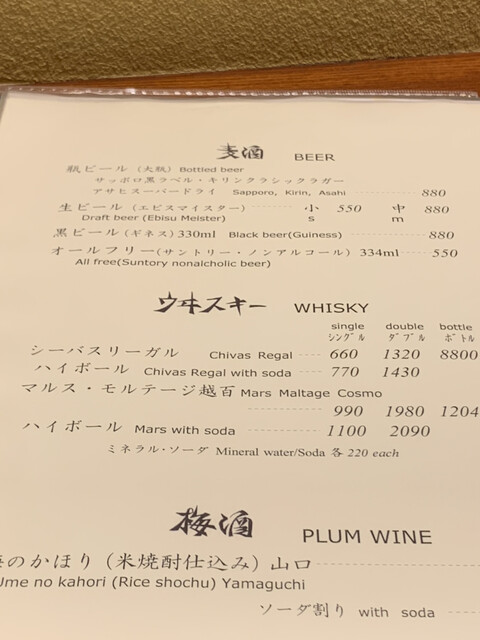 麦酒 BEER
瓶ビール (大瓶) Bottled beer
サッポロ黒ラベル・キリンクラシックラガー
アサヒスーパードライ Sapporo, Kirin, Asahi 880
生ビール (エビスマイスター) 小 550 中 880
Draft beer (Ebisu Meister) s m
黒ビール (ギネス) 330ml Black beer(Guiness) 880
オールフリー(サントリー・ノンアルコール) 334ml 550
All free(Suntory nonalcholic beer)
ウヰスキー WHISKY
single double bottle
シングル ダブル ボトル
シーバスリーガル Chivas Regal 660 1320 8800
ハイボール Chivas Regal with soda 770 1430
マルス・モルテージ越百 Mars Maltage Cosmo
990 1980 1204
ハイボール Mars with soda 1100 2090
ミネラル・ソーダ Mineral water/Soda 各 220 each
梅酒 PLUM WINE
のかほり (米焼酎仕込み) 山口
Ume no kahori (Rice shochu) Yamaguchi
ソーダ割り with soda